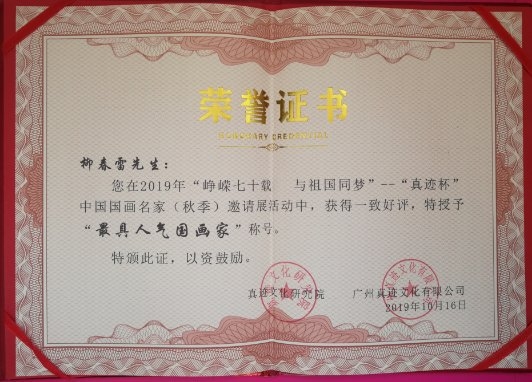 荣誉证书
HONORARY CREDENTIAL
柳春雷先生：
您在2019年“峥嵘七十载 与祖国同梦”--“真迹杯”
中国国画名家（秋季）邀请展活动中，获得一致好评，特授予
“最具人气国画家”称号。
特颁此证，以资鼓励。
真迹文化研究院 广州真迹文化有限公司
2019年10月16日